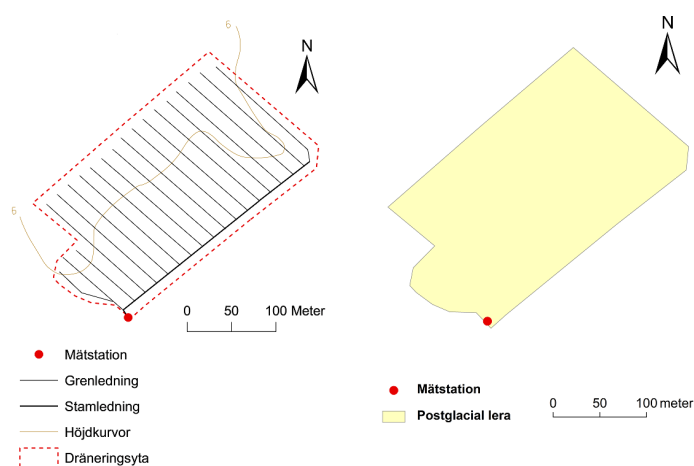 6
N
6
0 50 100 Meter
Mätstation
Grenledning
Stamledning
Höjdkurvor
Dräneringsyta
N
Mätstation
Postglacial lera
0 50 100 meter